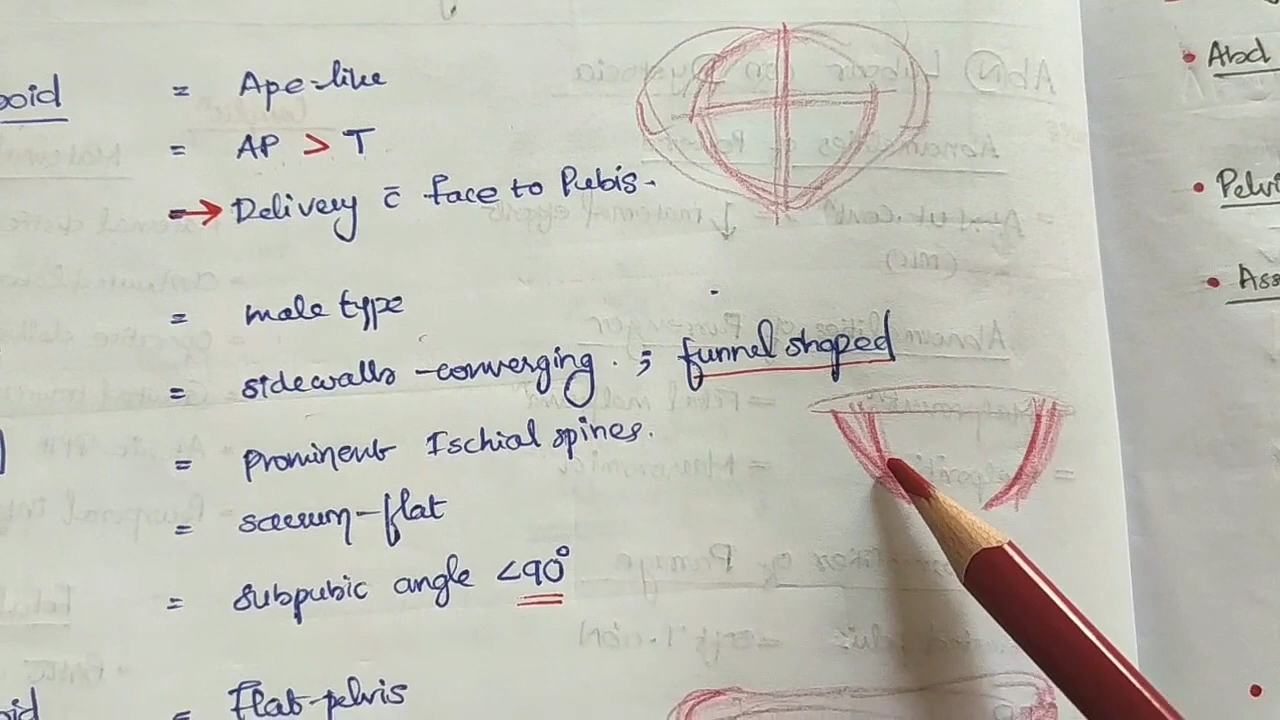 poid = Ape-like
= AP > T
→ Delivery c̄ face to Pubis.
= male type
= sidewalls -converging. ; funnel shaped
= prominent Ischial spines.
= sacrum-flat
= subpubic angle <90°
oid = Flat-pelvis
• Abd
• Pelvi
• Ass